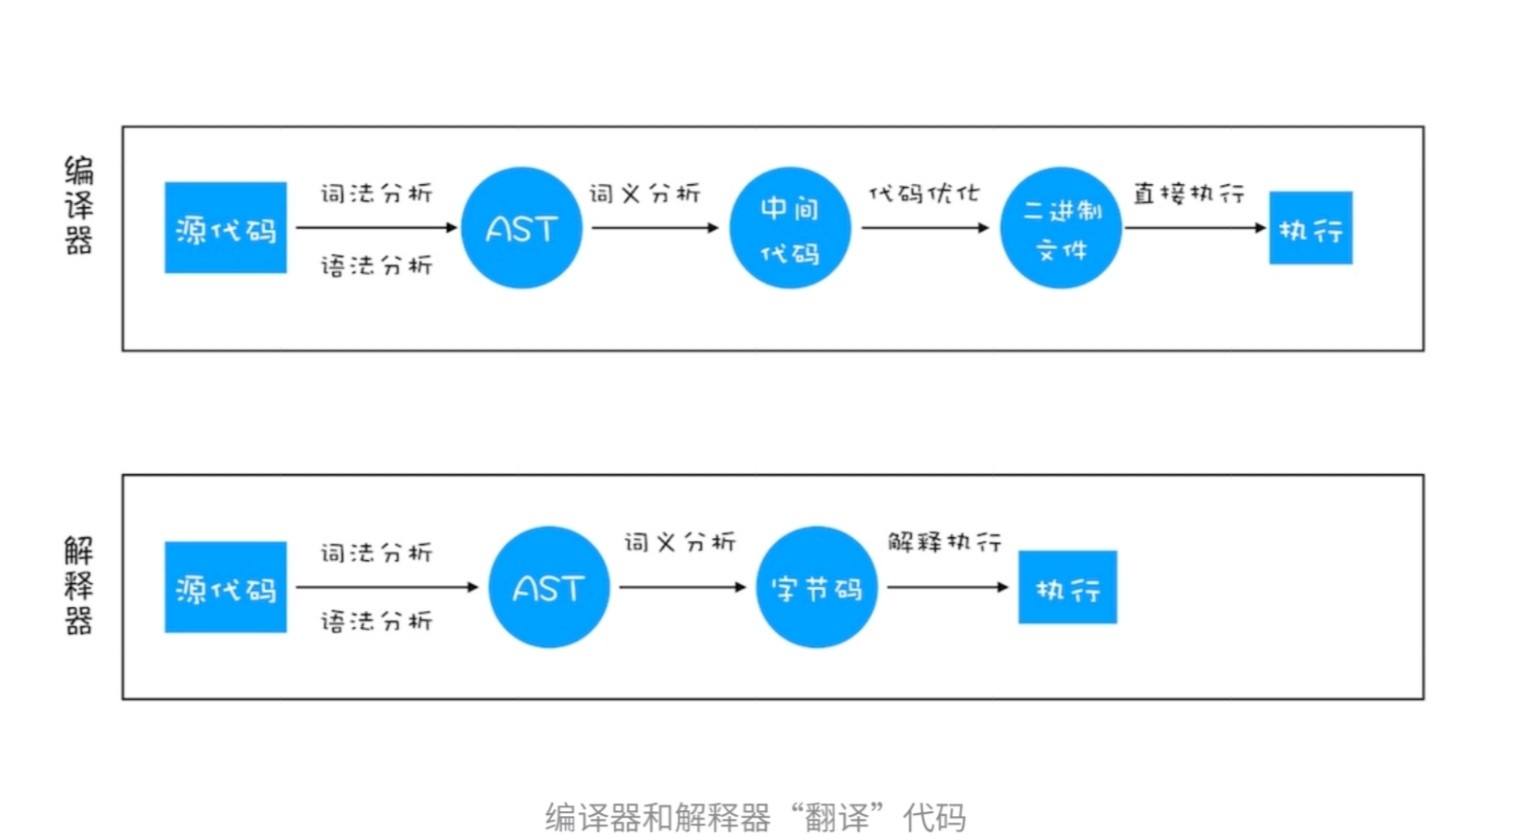 编译器
源代码
词法分析
语法分析
AST
词义分析
中间
代码
代码优化
二进制
文件
直接执行
执行
解释器
源代码
词法分析
语法分析
AST
词义分析
字节码
解释执行
执行
编译器和解释器“翻译”代码